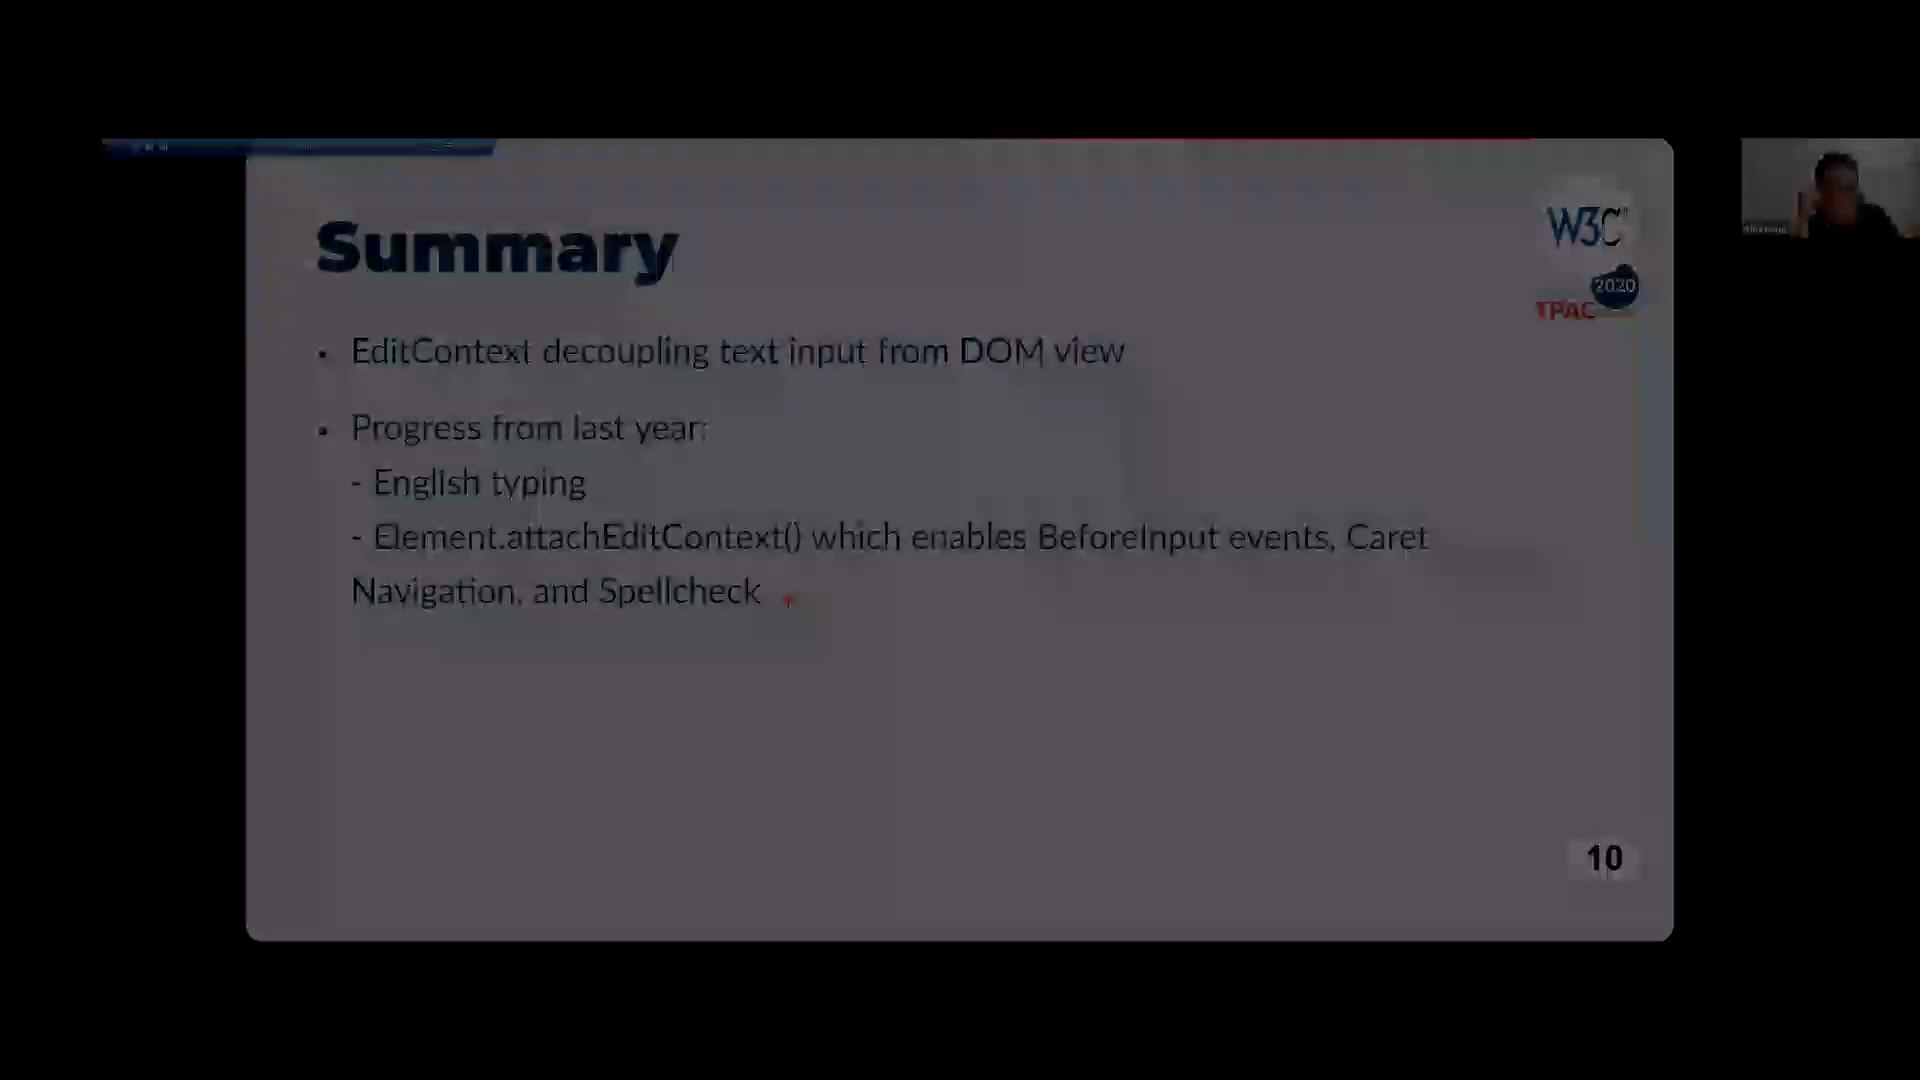 Summary
W3C
2020
TPAC
• EditContext decoupling text input from DOM view
• Progress from last year:
- English typing
- Element.attachEditContext() which enables BeforeInput events, Caret
Navigation, and Spellcheck
10